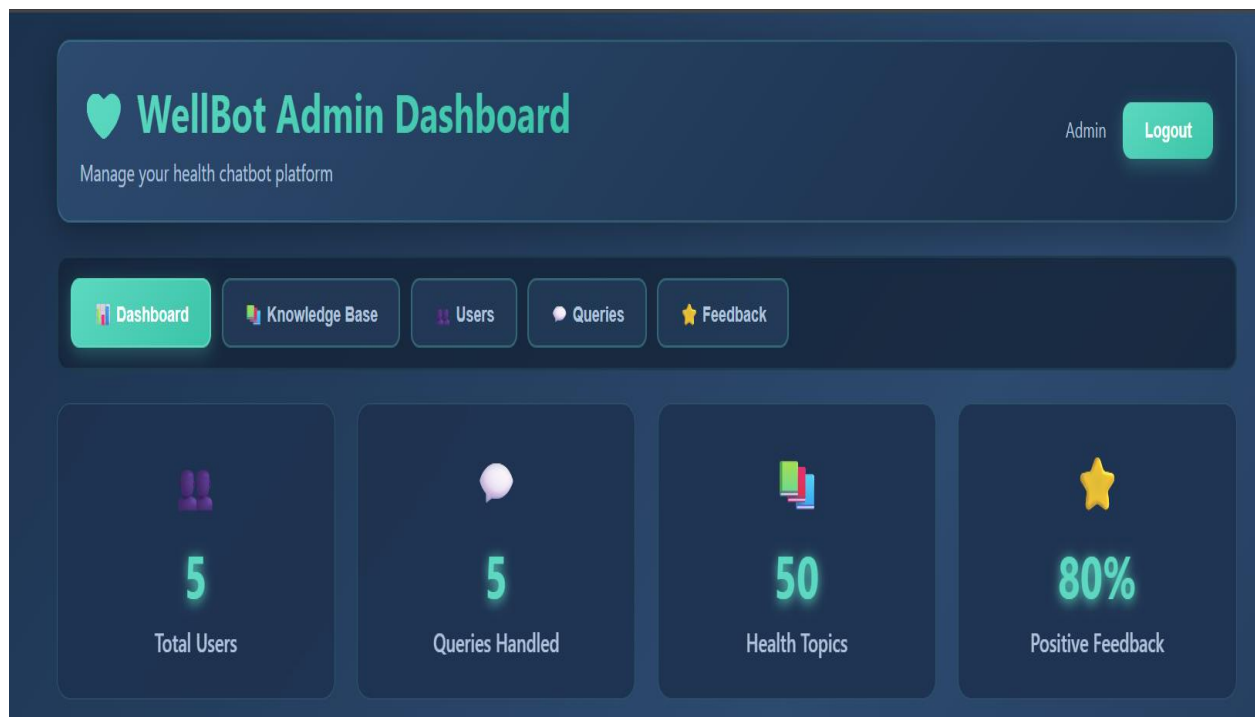 WellBot Admin Dashboard
Manage your health chatbot platform
Admin
Logout
Dashboard
Knowledge Base
Users
Queries
Feedback
5
Total Users
5
Queries Handled
50
Health Topics
80%
Positive Feedback